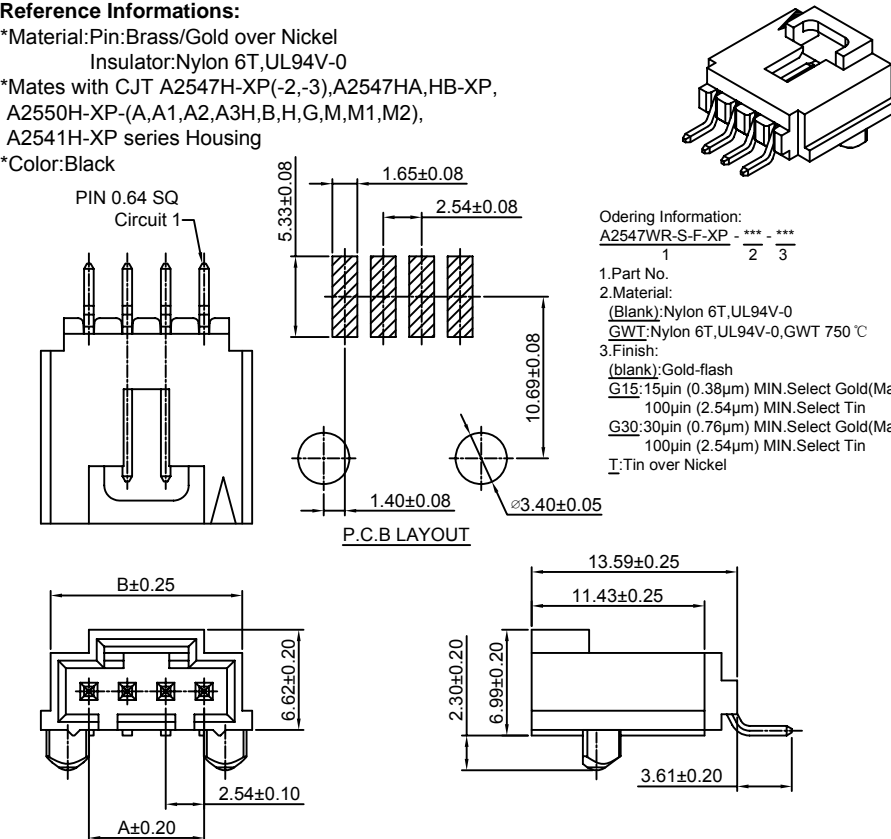 Reference Informations:
*Material:Pin:Brass/Gold over Nickel
Insulator:Nylon 6T,UL94V-0
*Mates with CJT A2547H-XP(-2,-3),A2547HA,HB-XP,
A2550H-XP-(A,A1,A2,A3H,B,H,G,M,M1,M2),
A2541H-XP series Housing
*Color:Black
PIN 0.64 SQ
Circuit 1
5.33±0.08
1.65±0.08
2.54±0.08
10.69±0.08
1.40±0.08
⌀3.40±0.05
P.C.B LAYOUT
Odering Information:
A2547WR-S-F-XP - *** - ***
1 2 3
1.Part No.
2.Material:
(Blank):Nylon 6T,UL94V-0
GWT:Nylon 6T,UL94V-0,GWT 750℃
3.Finish:
(blank):Gold-flash
G15:15μin (0.38μm) MIN.Select Gold(Ma
100μin (2.54μm) MIN.Select Tin
G30:30μin (0.76μm) MIN.Select Gold(Ma
100μin (2.54μm) MIN.Select Tin
T:Tin over Nickel
B±0.25
6.62±0.20
2.54±0.10
A±0.20
13.59±0.25
11.43±0.25
2.30±0.20
6.99±0.20
3.61±0.20